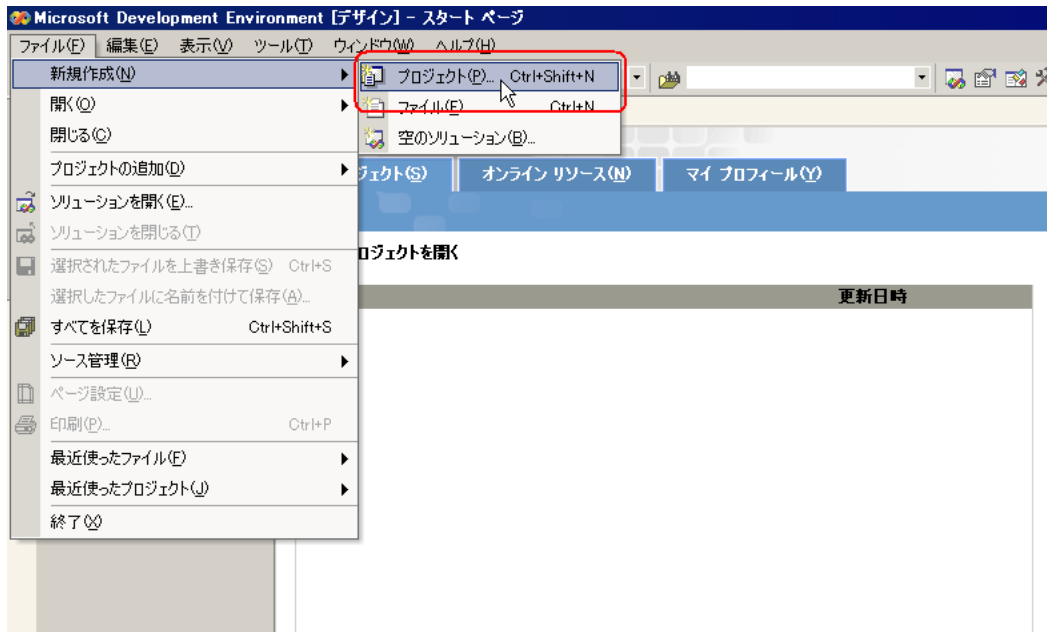 Microsoft Development Environment [デザイン] - スタート ページ
ファイル(F) 編集(E) 表示(V) ツール(T) ウィンドウ(W) ヘルプ(H)
新規作成(N)
プロジェクト(P)... Ctrl+Shift+N
開く(O)
ファイル(F)... Ctrl+N
閉じる(C)
空のソリューション(B)...
プロジェクトの追加(D)
ジェクト(S) オンライン リソース(N) マイ プロフィール(Y)
ソリューションを開く(E)...
ソリューションを閉じる(T)
ロジェクトを開く
選択されたファイルを上書き保存(S) Ctrl+S
選択したファイルに名前を付けて保存(A)...
更新日時
すべてを保存(L) Ctrl+Shift+S
ソース管理(R)
ページ設定(U)...
印刷(P)... Ctrl+P
最近使ったファイル(F)
最近使ったプロジェクト(J)
終了(X)